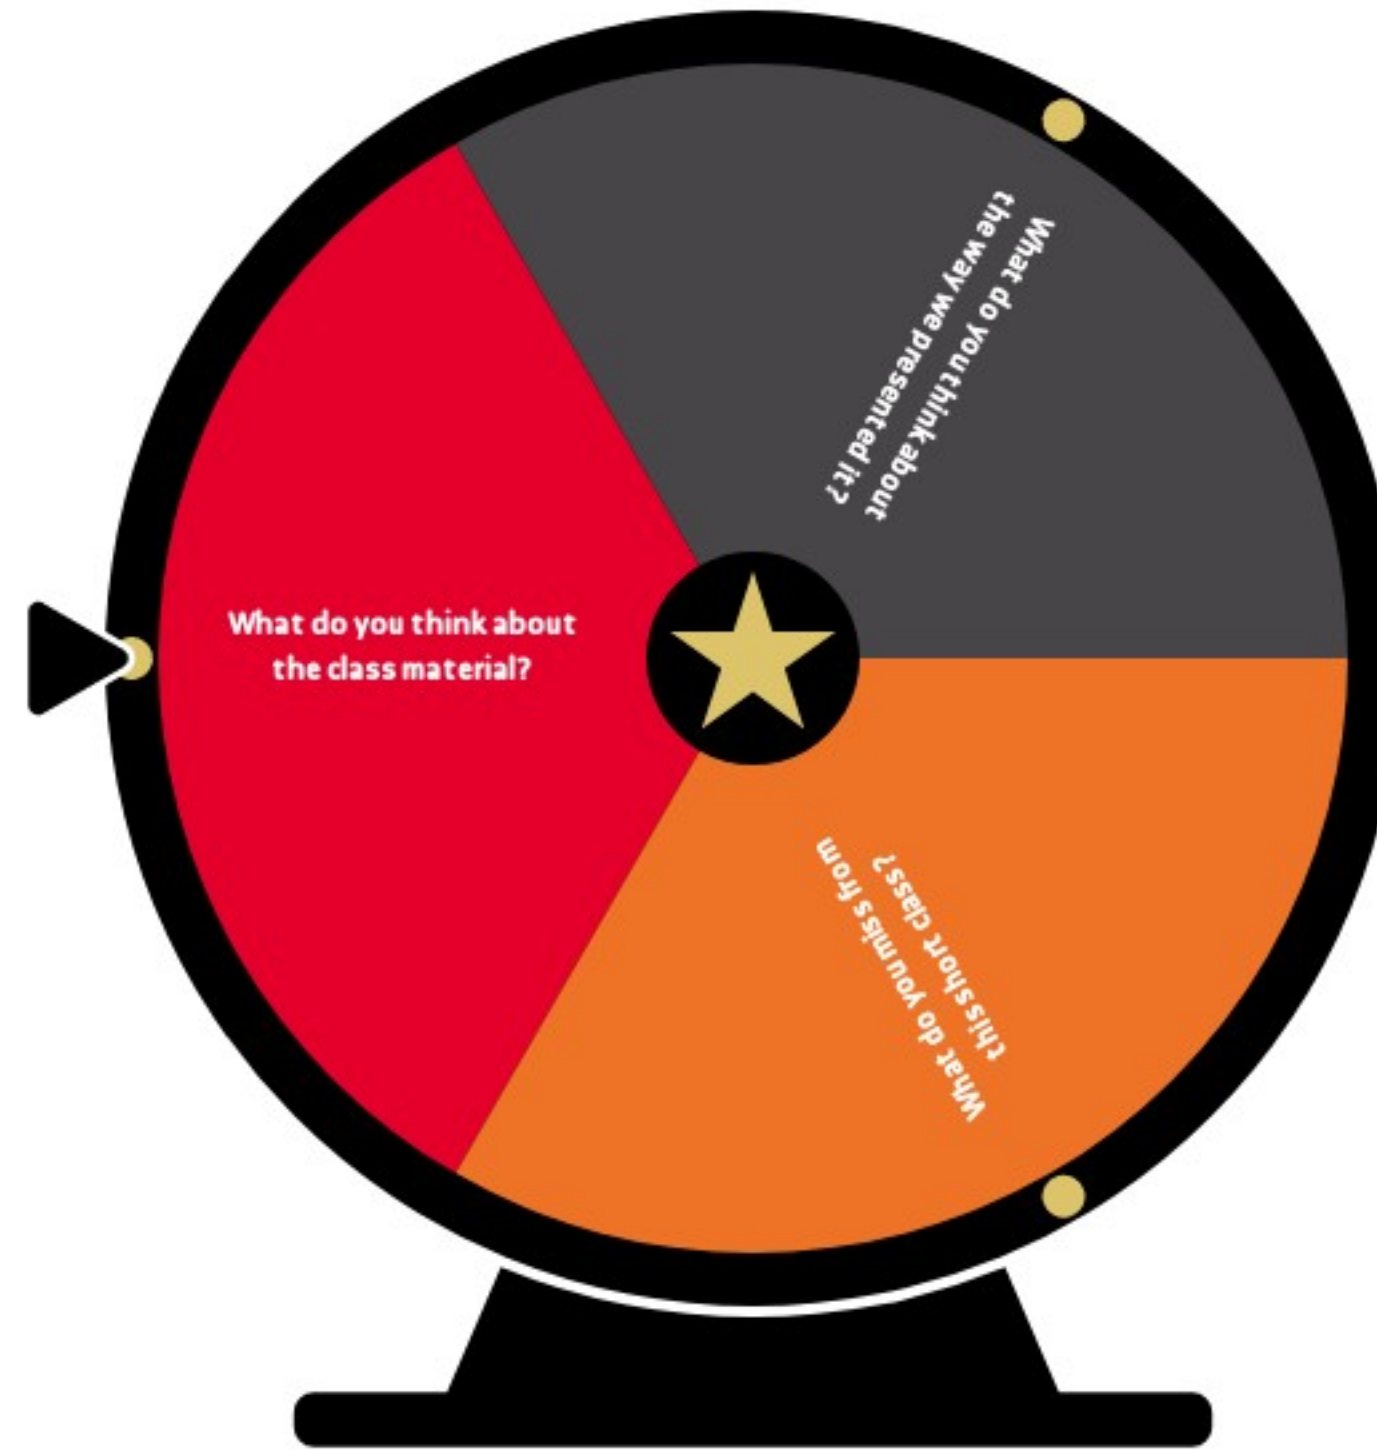 What do you think about
the way we presented it?
What do you think about
the class material?
What do you miss from
this short class?